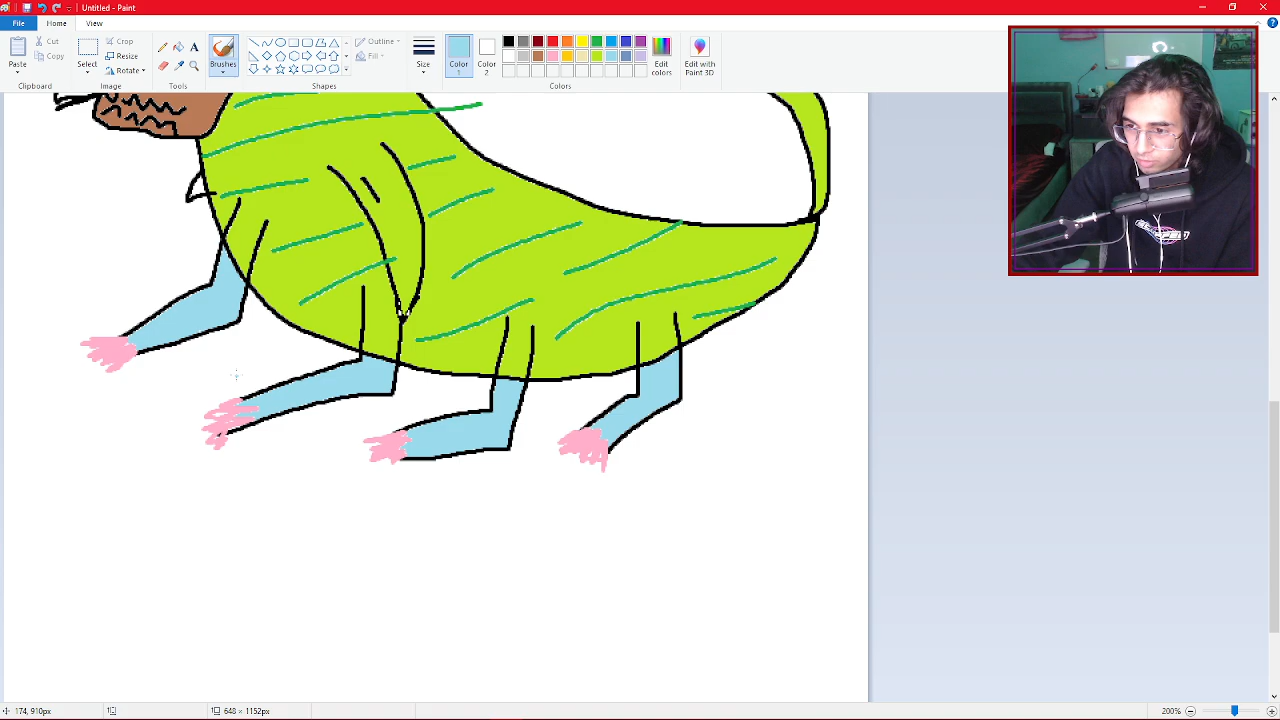 Untitled - Paint
File Home View
Paste Cut Copy Clipboard
Select Crop Resize Rotate Image
Tools
Brushes
Shapes Outline Fill
Size
Color 1 Color 2
Edit colors Colors
Edit with Paint 3D
174, 910px 648 × 1152px 200%